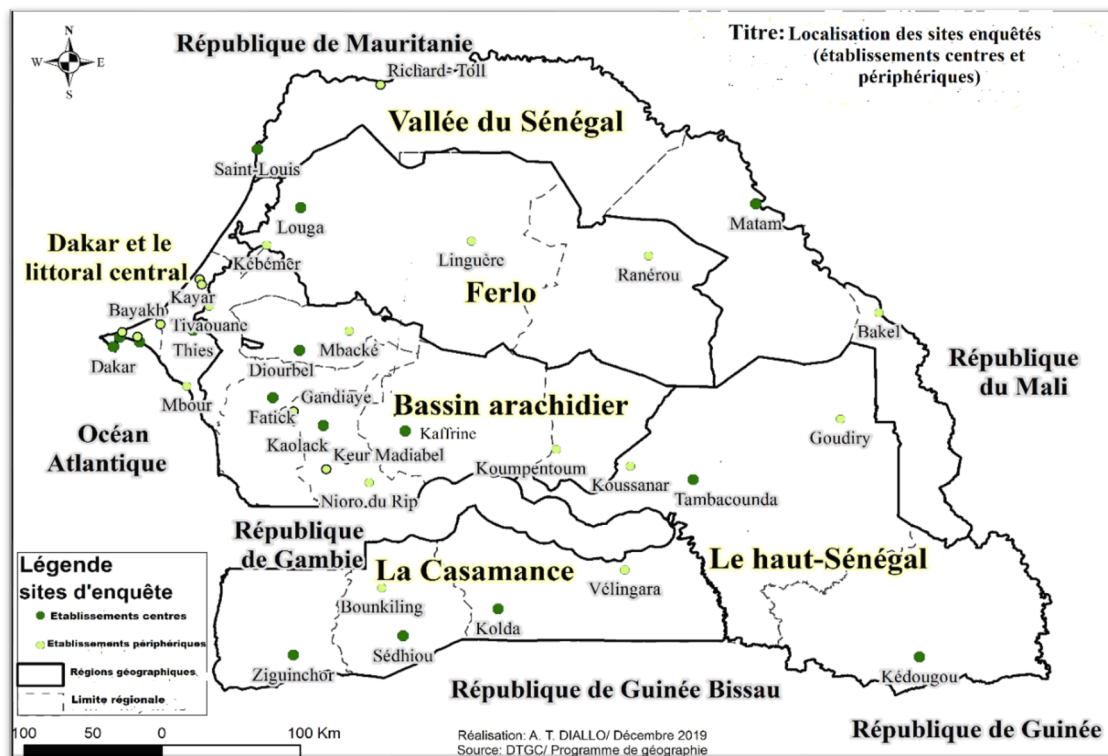 N
W
E
S
Titre: Localisation des sites enquêtés
(établissements centres et
périphériques)
République de Mauritanie
Richard- Toll
Vallée du Sénégal
Saint-Louis
Louga
Matam
Dakar et le
littoral central
Kébémer
Linguère
Ranérou
Ferlo
Kayar
Bayakh
Tivaouane
Thies
Bakel
Dakar
Mbacké
Diourbel
République
du Mali
Mbour
Gandiaye
Bassin arachidier
Fatick
Océan
Atlantique
Kaolack
Kaffrine
Goudiry
Keur Madiabel
Koumpentoum
Koussanar
Tambacounda
Nioro du Rip
République
de Gambie
La Casamance
Le haut-Sénégal
Vélingara
Bounkiling
Kolda
Sédhiou
Ziguinchor
Kédougou
République de Guinée Bissau
République de Guinée
Légende
sites d'enquête
Etablissements centres
Etablissements périphériques
Régions géographiques
Limite régionale
100 50 0 100 Km
Réalisation: A. T. DIALLO/ Décembre 2019
Source: DTGC/ Programme de géographie